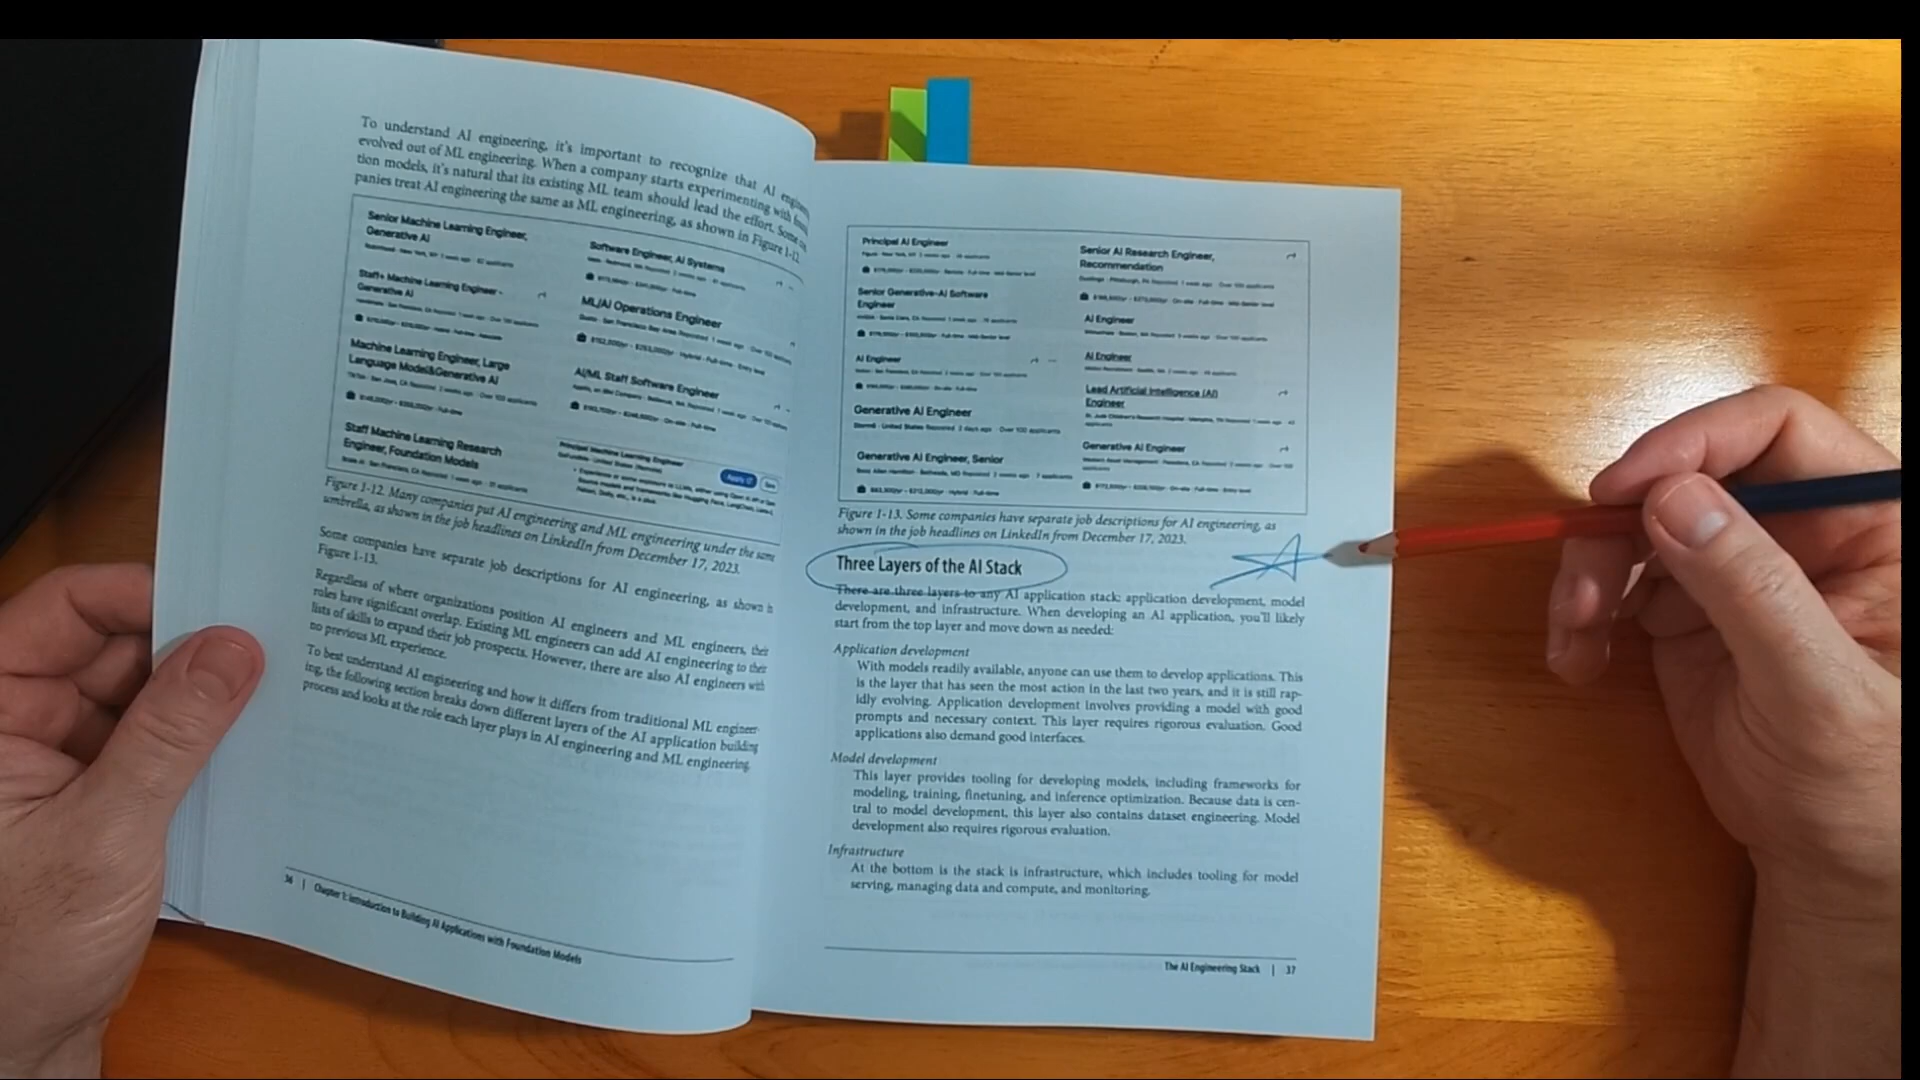 To understand AI engineering, it's important to recognize that AI
evolved out of ML engineering. When a company starts experimenting with
tion models, it's natural that its existing ML team should lead the effort. Some
panies treat AI engineering the same as ML engineering, as shown in Figure 1-12.
Senior Machine Learning Engineer,
Generative AI
Staff+ Machine Learning Engineer -
Generative AI
Machine Learning Engineer, Large
Language Model&Generative AI
Staff Machine Learning Research
Engineer, Foundation Models
Software Engineer, AI Systems
ML/AI Operations Engineer
AI/ML Staff Software Engineer
Principal Machine Learning Engineer
Apply
Figure 1-12. Many companies put AI engineering and ML engineering under the same
umbrella, as shown in the job headlines on LinkedIn from December 17, 2023.
Some companies have separate job descriptions for AI engineering, as shown in
Figure 1-13.
Regardless of where organizations position AI engineers and ML engineers, their
roles have significant overlap. Existing ML engineers can add AI engineering to their
lists of skills to expand their job prospects. However, there are also AI engineers with
no previous ML experience.
To best understand AI engineering and how it differs from traditional ML engineer-
ing, the following section breaks down different layers of the AI application building
process and looks at the role each layer plays in AI engineering and ML engineering.
36 | Chapter 1: Introduction to Building AI Applications with Foundation Models
Principal AI Engineer
Senior Generative-AI Software
Engineer
AI Engineer
Generative AI Engineer
Generative AI Engineer, Senior
Senior AI Research Engineer,
Recommendation
AI Engineer
AI Engineer
Lead Artificial Intelligence (AI)
Engineer
Generative AI Engineer
Figure 1-13. Some companies have separate job descriptions for AI engineering, as
shown in the job headlines on LinkedIn from December 17, 2023.
Three Layers of the AI Stack
There are three layers to any AI application stack: application development, model
development, and infrastructure. When developing an AI application, you'll likely
start from the top layer and move down as needed:
Application development
With models readily available, anyone can use them to develop applications. This
is the layer that has seen the most action in the last two years, and it is still rap-
idly evolving. Application development involves providing a model with good
prompts and necessary context. This layer requires rigorous evaluation. Good
applications also demand good interfaces.
Model development
This layer provides tooling for developing models, including frameworks for
modeling, training, finetuning, and inference optimization. Because data is cen-
tral to model development, this layer also contains dataset engineering. Model
development also requires rigorous evaluation.
Infrastructure
At the bottom is the stack is infrastructure, which includes tooling for model
serving, managing data and compute, and monitoring.
The AI Engineering Stack | 37